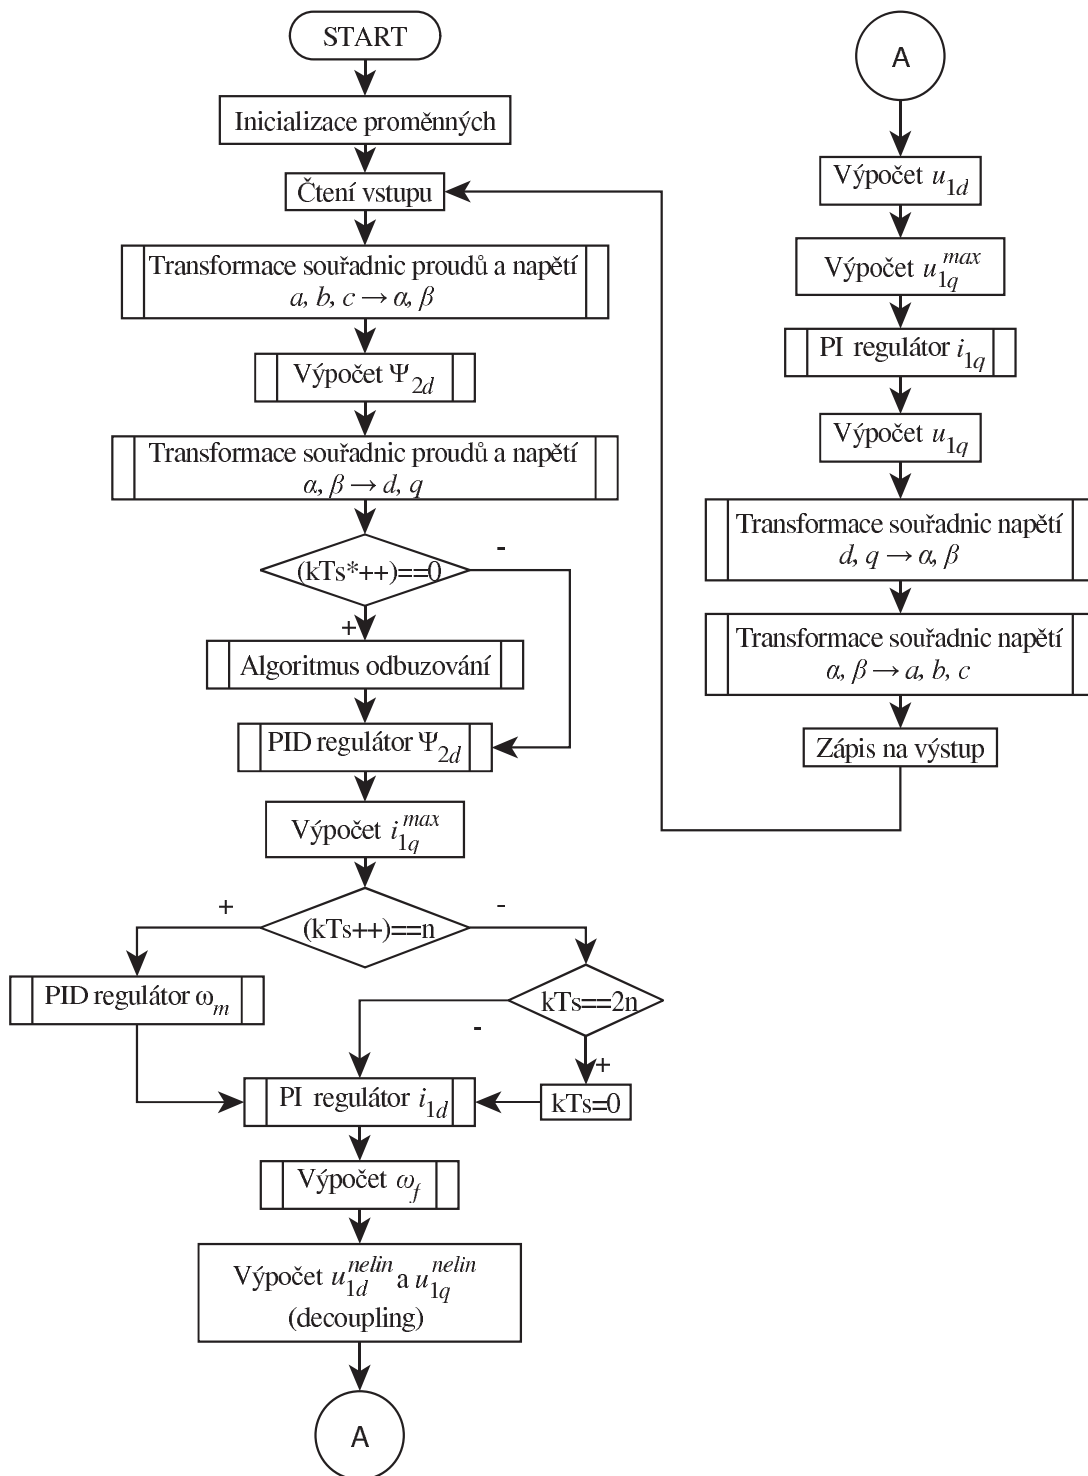 START
Inicializace proměnných
Čtení vstupu
Transformace souřadnic proudů a napětí
a, b, c → α, β
Výpočet Ψ2d
Transformace souřadnic proudů a napětí
α, β → d, q
(kTs*++)==0
-
+
Algoritmus odbuzování
PID regulátor Ψ2d
Výpočet i1q^max
(kTs++)==n
+
-
PID regulátor ωm
kTs==2n
-
+
kTs=0
PI regulátor i1d
Výpočet ωf
Výpočet u1d^nelin a u1q^nelin
(decoupling)
A
A
Výpočet u1d
Výpočet u1q^max
PI regulátor i1q
Výpočet u1q
Transformace souřadnic napětí
d, q → α, β
Transformace souřadnic napětí
α, β → a, b, c
Zápis na výstup